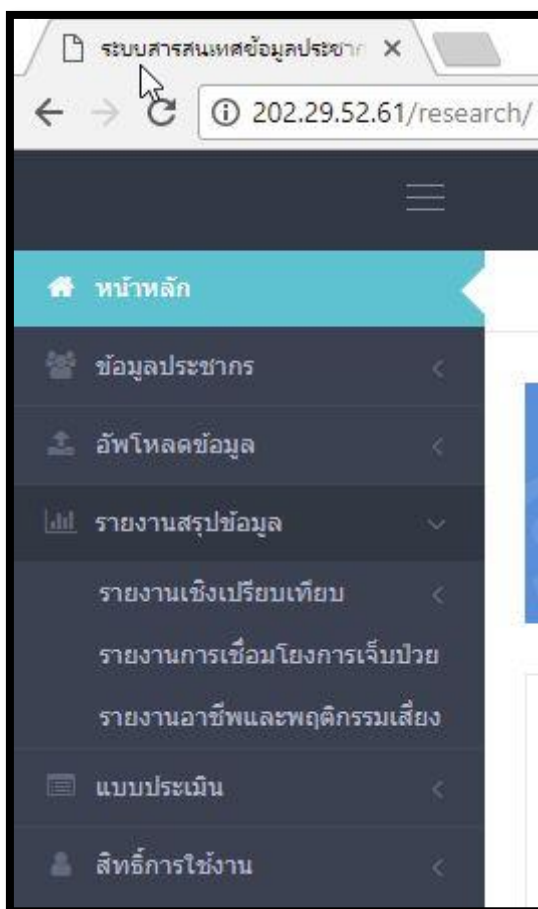 ระบบสารสนเทศข้อมูลประชาก
202.29.52.61/research/
หน้าหลัก
ข้อมูลประชากร
อัพโหลดข้อมูล
รายงานสรุปข้อมูล
รายงานเชิงเปรียบเทียบ
รายงานการเชื่อมโยงการเจ็บป่วย
รายงานอาชีพและพฤติกรรมเสี่ยง
แบบประเมิน
สิทธิ์การใช้งาน